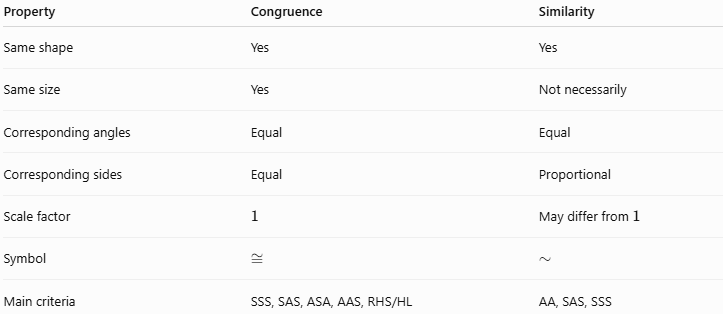 Property Congruence Similarity
Same shape Yes Yes
Same size Yes Not necessarily
Corresponding angles Equal Equal
Corresponding sides Equal Proportional
Scale factor 1 May differ from 1
Symbol ≅ ∼
Main criteria SSS, SAS, ASA, AAS, RHS/HL AA, SAS, SSS